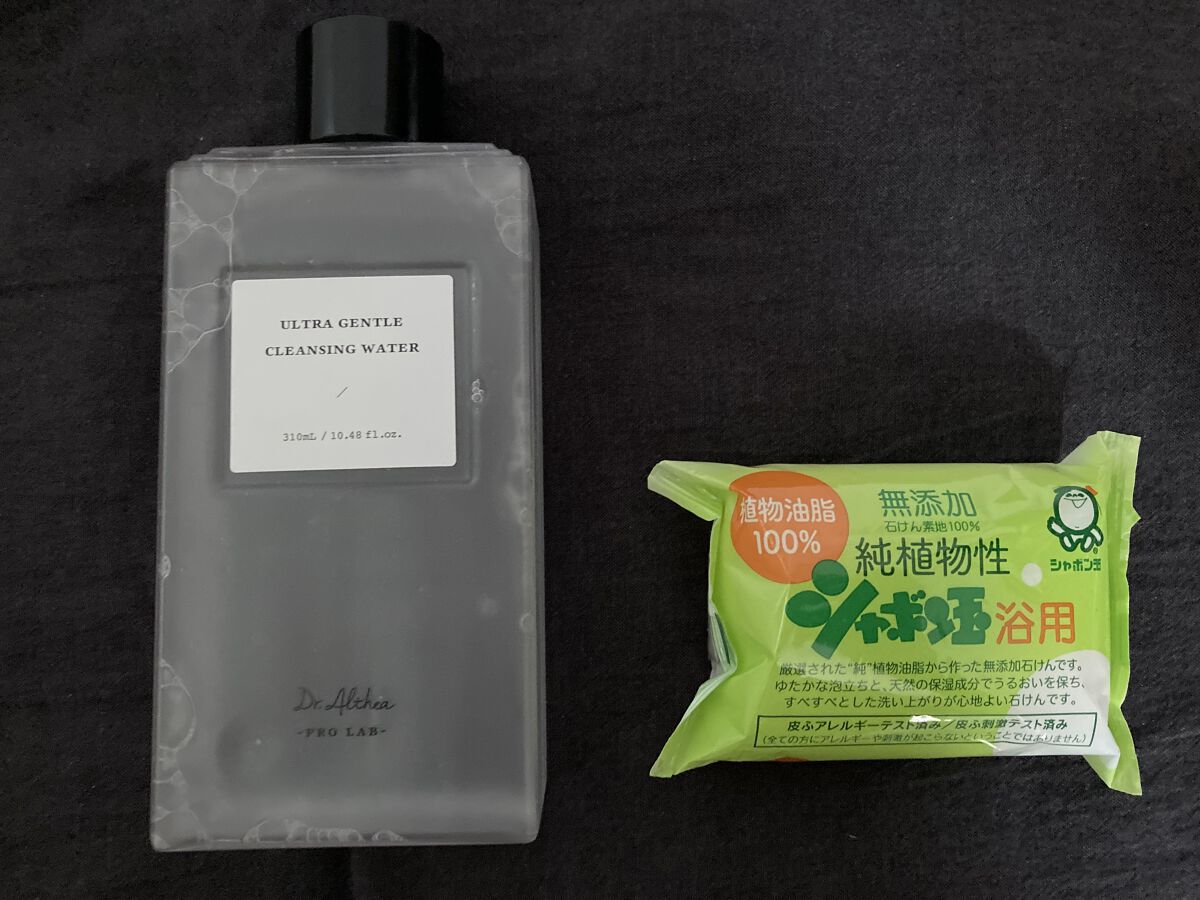 ULTRA GENTLE
CLEANSING WATER
/
310mL / 10.48 fl.oz.
Dr. Althea
-PRO LAB-
植物油脂
100%
無添加
石けん素地100%
純植物性
シャボン玉 浴用
シャボン玉®
厳選された“純”植物油脂から作った無添加石けんです。
ゆたかな泡立ちと、天然の保湿成分でうるおいを保ち、
すべすべとした洗い上がりが心地よい石けんです。
皮ふアレルギーテスト済み/皮ふ刺激テスト済み
(全ての方にアレルギーや刺激が起こらないということではありません)